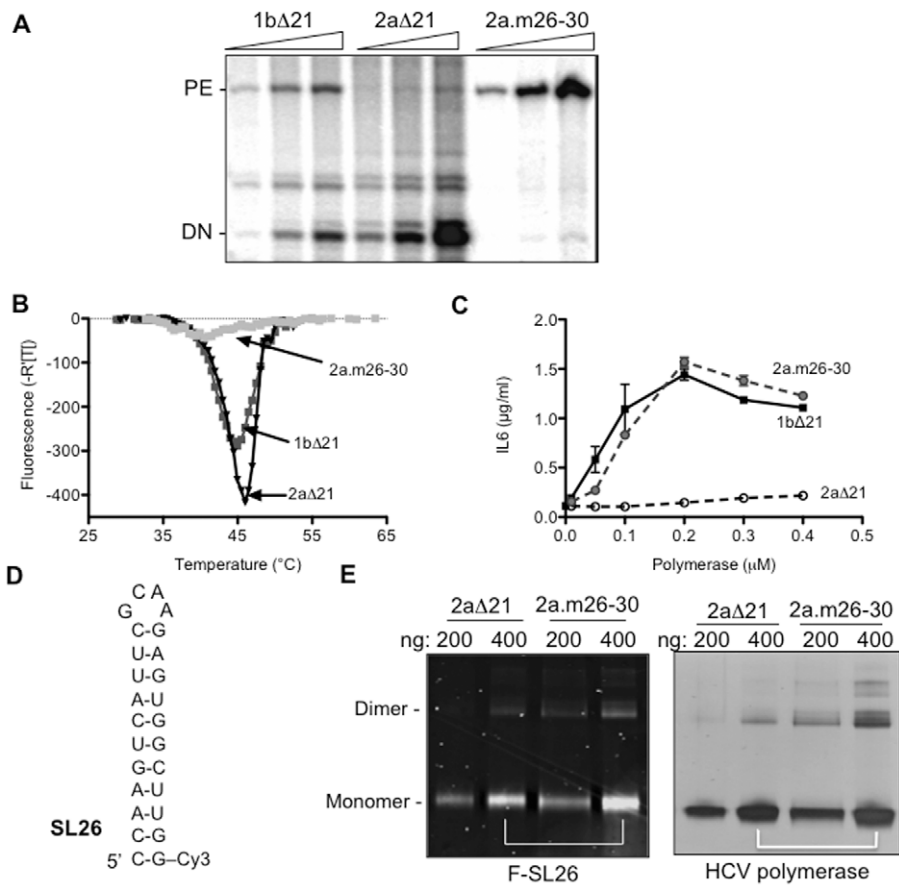 A
1bΔ21 2aΔ21 2a.m26-30
PE -
DN -
B
Fluorescence (-R'[T])
0
-100
-200
-300
-400
2a.m26-30
1bΔ21
2aΔ21
25 35 45 55 65
Temperature (°C)
C
IL6 (µg/ml)
2.0
1.5
1.0
0.5
0.0
2a.m26-30
1bΔ21
2aΔ21
0.0 0.1 0.2 0.3 0.4 0.5
Polymerase (µM)
D
C A
G A
C-G
U-A
U-G
A-U
C-G
U-G
G-C
A-U
A-U
G-C
SL26
5' C-G–Cy3
E
2aΔ21 2a.m26-30
ng: 200 400 200 400
Dimer -
Monomer -
F-SL26
2aΔ21 2a.m26-30
ng: 200 400 200 400
HCV polymerase